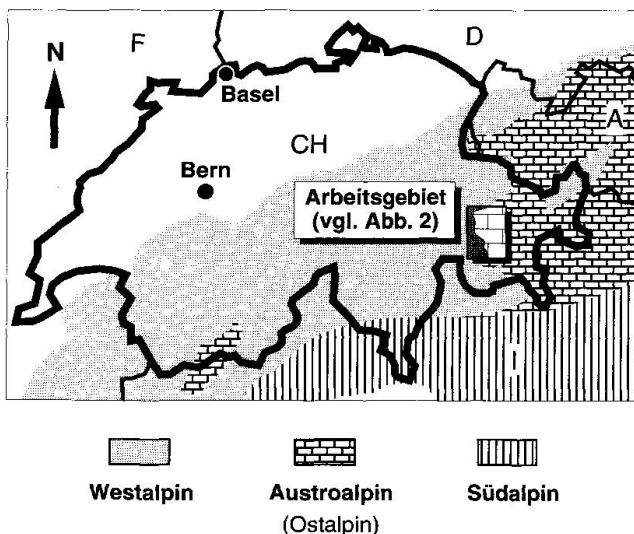 F
D
N
Basel
A
CH
Bern
Arbeitsgebiet
(vgl. Abb. 2)
I
Westalpin
Austroalpin
Südalpin
(Ostalpin)